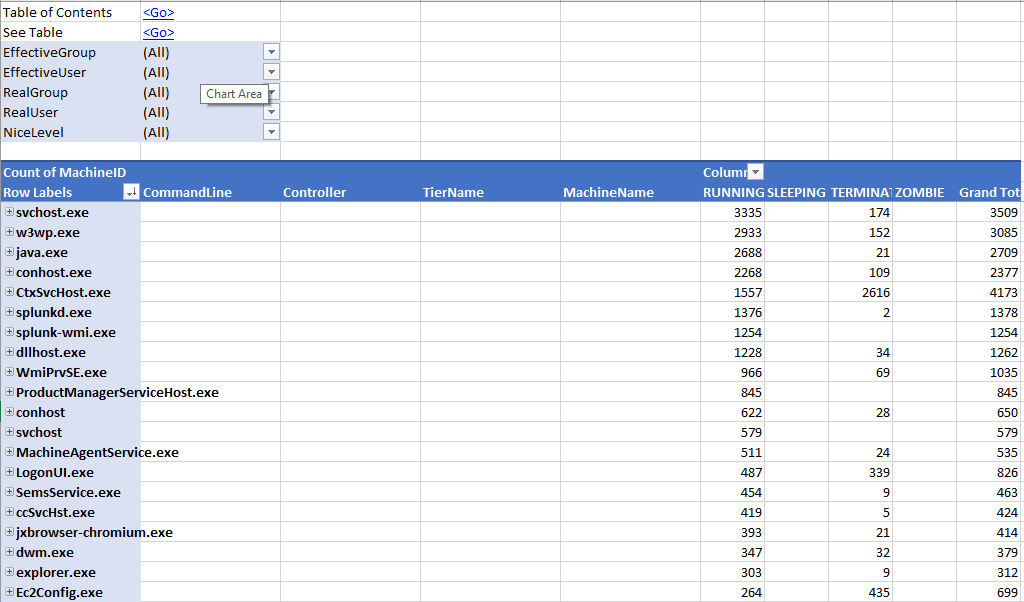 Table of Contents <Go>
See Table <Go>
EffectiveGroup (All)
EffectiveUser (All)
RealGroup (All) Chart Area
RealUser (All)
NiceLevel (All)
Count of MachineID Column
Row Labels CommandLine Controller TierName MachineName RUNNING SLEEPING TERMINAT ZOMBIE Grand Tot
svchost.exe 3335 174 3509
w3wp.exe 2933 152 3085
java.exe 2688 21 2709
conhost.exe 2268 109 2377
CtxSvcHost.exe 1557 2616 4173
splunkd.exe 1376 2 1378
splunk-wmi.exe 1254 1254
dllhost.exe 1228 34 1262
WmiPrvSE.exe 966 69 1035
ProductManagerServiceHost.exe 845 845
conhost 622 28 650
svchost 579 579
MachineAgentService.exe 511 24 535
LogonUI.exe 487 339 826
SemsService.exe 454 9 463
ccSvcHst.exe 419 5 424
jxbrowser-chromium.exe 393 21 414
dwm.exe 347 32 379
explorer.exe 303 9 312
Ec2Config.exe 264 435 699